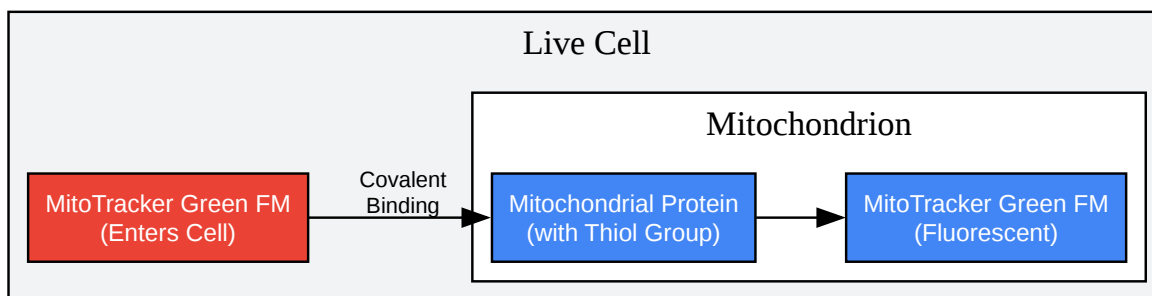 Live Cell
Mitochondrion
MitoTracker Green FM
(Enters Cell)
Covalent
Binding
Mitochondrial Protein
(with Thiol Group)
MitoTracker Green FM
(Fluorescent)